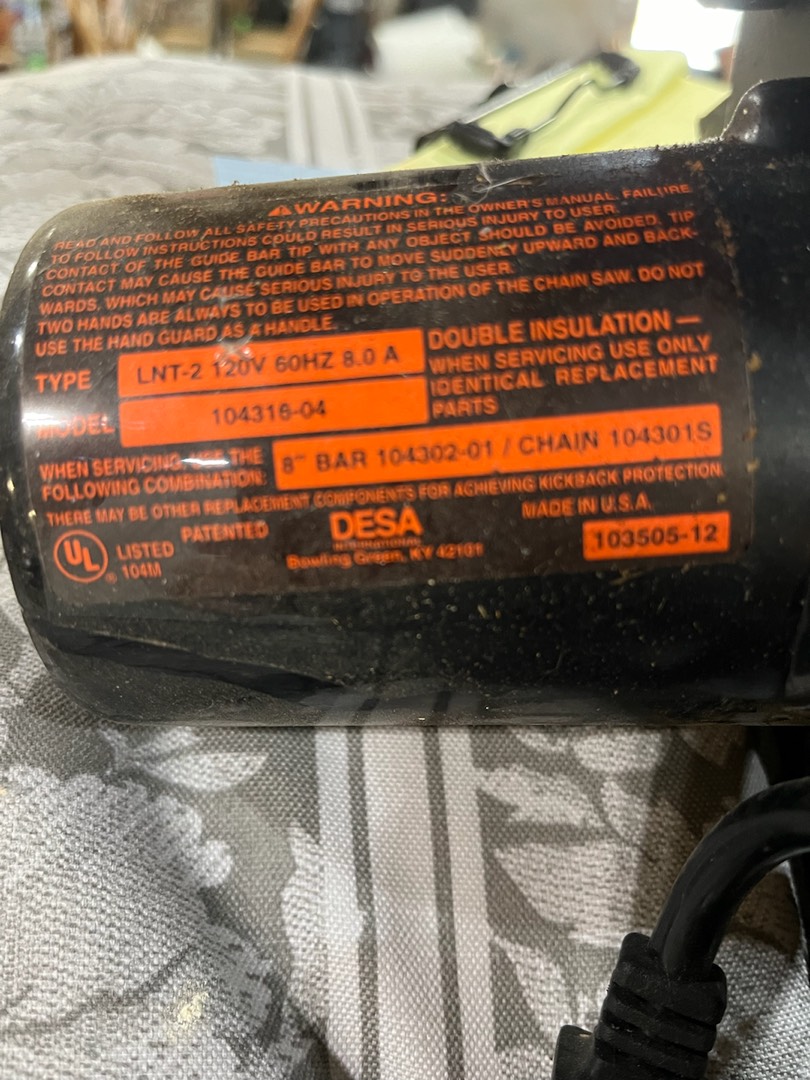 ⚠WARNING:
READ AND FOLLOW ALL SAFETY PRECAUTIONS IN THE OWNER'S MANUAL. FAILURE
TO FOLLOW INSTRUCTIONS COULD RESULT IN SERIOUS INJURY TO USER.
CONTACT OF THE GUIDE BAR TIP WITH ANY OBJECT SHOULD BE AVOIDED. TIP
CONTACT MAY CAUSE THE GUIDE BAR TO MOVE SUDDENLY UPWARD AND BACK-
WARDS, WHICH MAY CAUSE SERIOUS INJURY TO THE USER.
TWO HANDS ARE ALWAYS TO BE USED IN OPERATION OF THE CHAIN SAW. DO NOT
USE THE HAND GUARD AS A HANDLE.
TYPE LNT-2 120V 60HZ 8.0 A
MODEL 104316-04
DOUBLE INSULATION —
WHEN SERVICING USE ONLY
IDENTICAL REPLACEMENT
PARTS
WHEN SERVICING USE THE
FOLLOWING COMBINATION:
8" BAR 104302-01 / CHAIN 104301S
THERE MAY BE OTHER REPLACEMENT COMPONENTS FOR ACHIEVING KICKBACK PROTECTION.
UL ® LISTED
104M
PATENTED
DESA
INTERNATIONAL
Bowling Green, KY 42101
MADE IN U.S.A.
103505-12